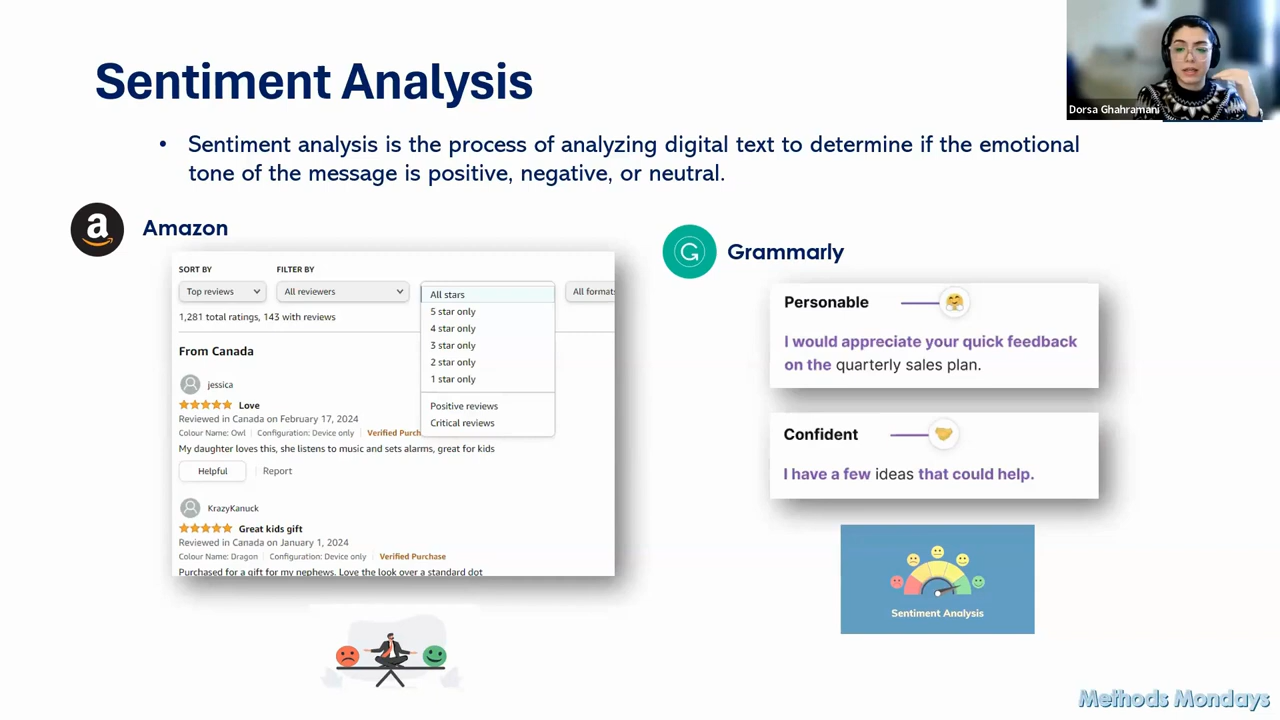 Sentiment Analysis
Dorsa Ghahramani
• Sentiment analysis is the process of analyzing digital text to determine if the emotional
tone of the message is positive, negative, or neutral.
a
Amazon
SORT BY
FILTER BY
Top reviews
All reviewers
All stars
All formats
5 star only
4 star only
3 star only
2 star only
1 star only
Positive reviews
Critical reviews
1,281 total ratings, 143 with reviews
From Canada
jessica
Love
Reviewed in Canada on February 17, 2024
Colour Name: Owl | Configuration: Device only | Verified Purch
My daughter loves this, she listens to music and sets alarms, great for kids
Helpful | Report
KrazyKanuck
Great kids gift
Reviewed in Canada on January 1, 2024
Colour Name: Dragon | Configuration: Device only | Verified Purchase
Purchased for a gift for my nephews. Love the look over a standard dot
G
Grammarly
Personable
I would appreciate your quick feedback
on the quarterly sales plan.
Confident
I have a few ideas that could help.
Sentiment Analysis
Methods Mondays